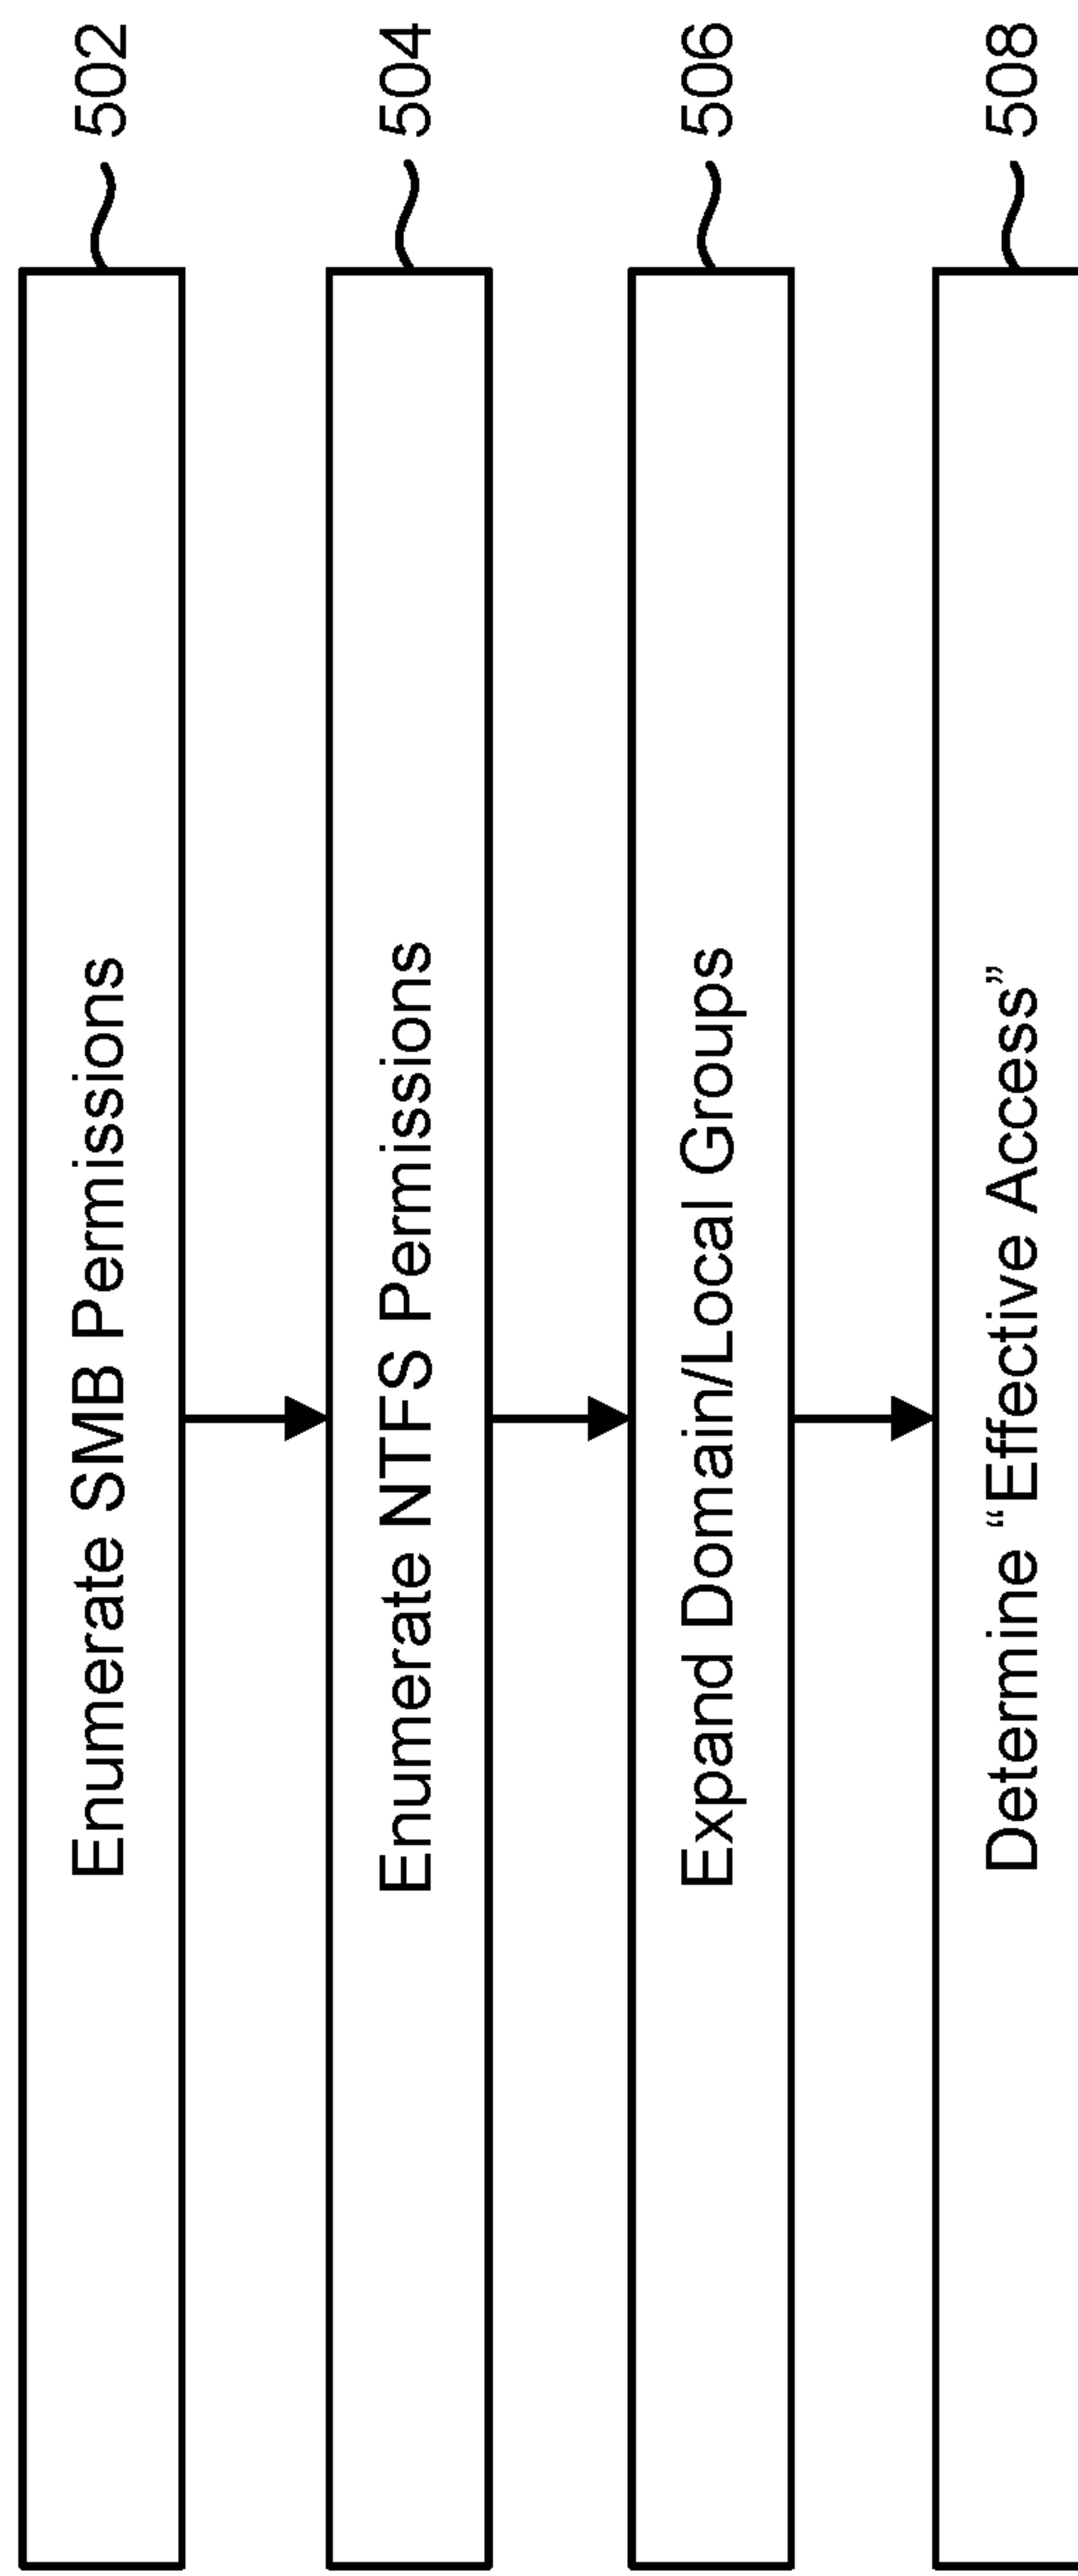 Enumerate SMB Permissions
502
Enumerate NTFS Permissions
504
Expand Domain/Local Groups
506
Determine “Effective Access”
508